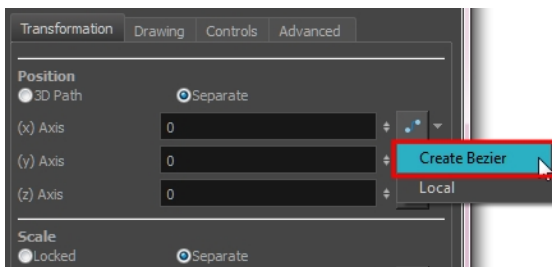 Transformation Drawing Controls Advanced
Position
3D Path Separate
(x) Axis 0
(y) Axis 0
Create Bezier
(z) Axis 0
Local
Scale
Locked Separate